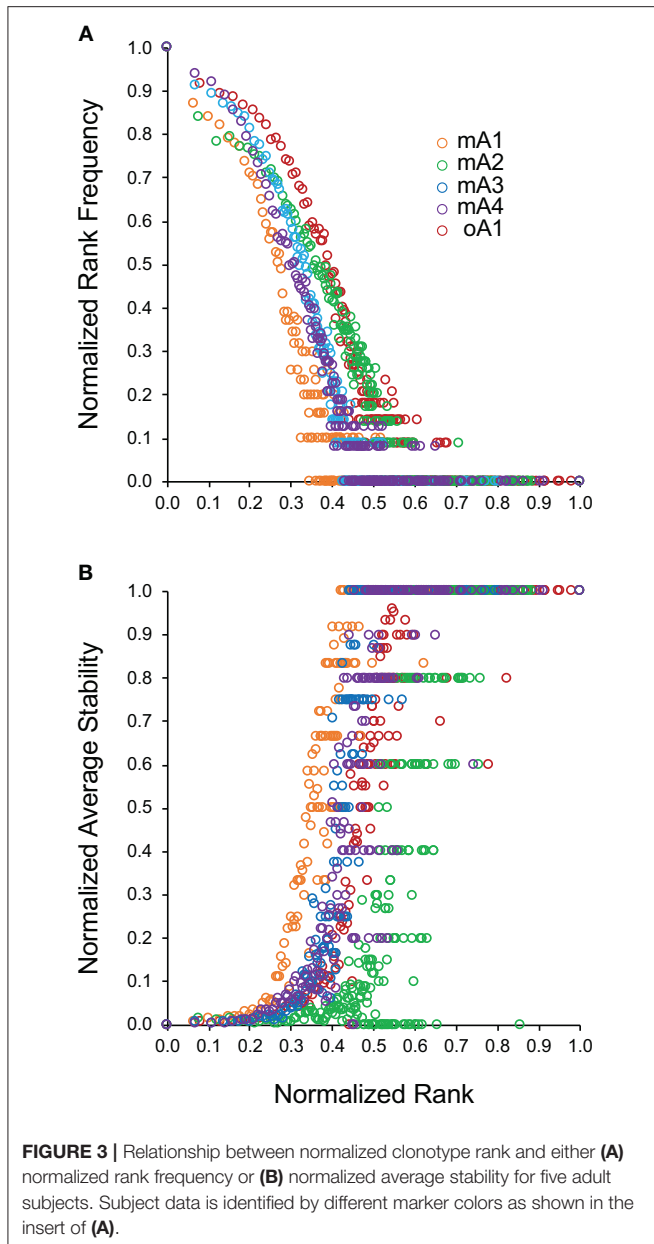 A
Normalized Rank Frequency
1.0
0.9
0.8
0.7
0.6
0.5
0.4
0.3
0.2
0.1
0.0
0.0 0.1 0.2 0.3 0.4 0.5 0.6 0.7 0.8 0.9 1.0
mA1
mA2
mA3
mA4
oA1
B
Normalized Average Stability
1.0
0.9
0.8
0.7
0.6
0.5
0.4
0.3
0.2
0.1
0.0
0.0 0.1 0.2 0.3 0.4 0.5 0.6 0.7 0.8 0.9 1.0
Normalized Rank
FIGURE 3 | Relationship between normalized clonotype rank and either (A)
normalized rank frequency or (B) normalized average stability for five adult
subjects. Subject data is identified by different marker colors as shown in the
insert of (A).